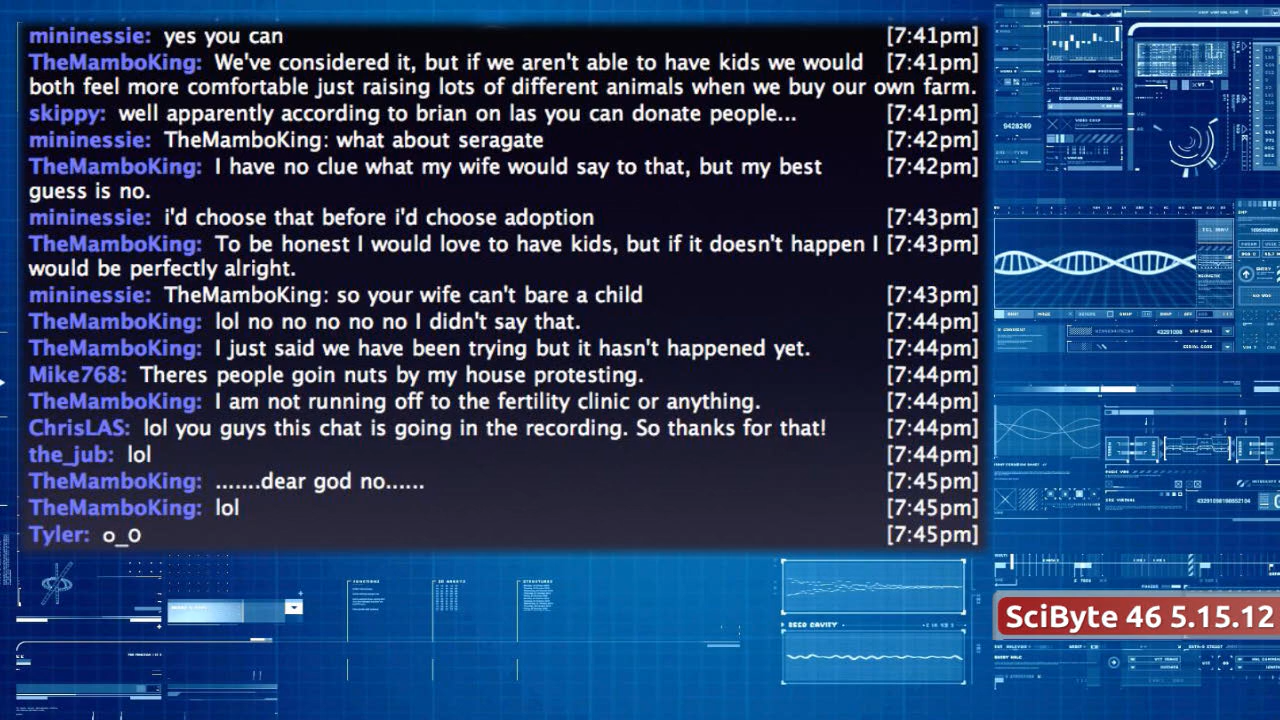 mininessie: yes you can [7:41pm]
TheMamboKing: We've considered it, but if we aren't able to have kids we would [7:41pm]
both feel more comfortable just raising lots of different animals when we buy our own farm.
skippy: well apparently according to brian on las you can donate people... [7:41pm]
mininessie: TheMamboKing: what about seragate [7:42pm]
TheMamboKing: I have no clue what my wife would say to that, but my best [7:42pm]
guess is no.
mininessie: i'd choose that before i'd choose adoption [7:43pm]
TheMamboKing: To be honest I would love to have kids, but if it doesn't happen I [7:43pm]
would be perfectly alright.
mininessie: TheMamboKing: so your wife can't bare a child [7:43pm]
TheMamboKing: lol no no no no no I didn't say that. [7:44pm]
TheMamboKing: I just said we have been trying but it hasn't happened yet. [7:44pm]
Mike768: Theres people goin nuts by my house protesting. [7:44pm]
TheMamboKing: I am not running off to the fertility clinic or anything. [7:44pm]
ChrisLAS: lol you guys this chat is going in the recording. So thanks for that! [7:44pm]
the_jub: lol [7:44pm]
TheMamboKing: .......dear god no...... [7:45pm]
TheMamboKing: lol [7:45pm]
Tyler: o_O [7:45pm]
9428249
SciByte 46 5.15.12